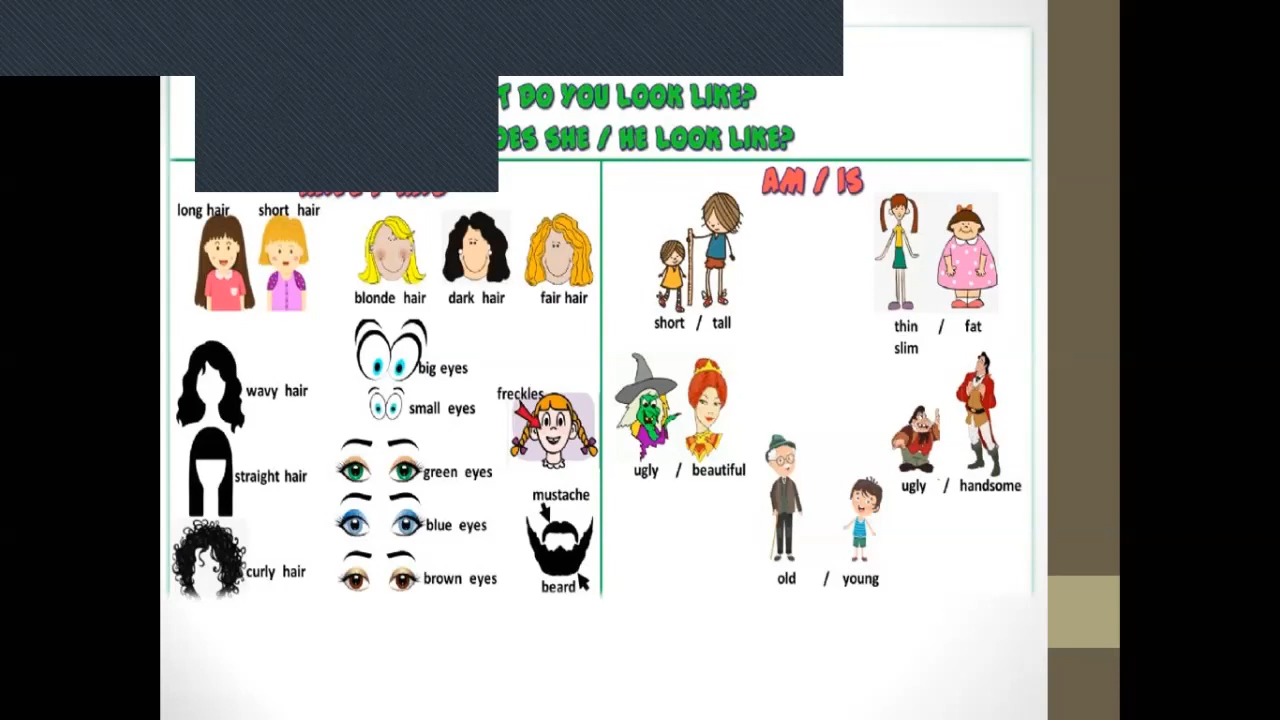 DO YOU LOOK LIKE?
SHE / HE LOOK LIKE?
AM / IS
long hair short hair
blonde hair dark hair fair hair
wavy hair
straight hair
curly hair
big eyes
small eyes
green eyes
blue eyes
brown eyes
freckles
mustache
beard
short / tall
thin / fat
slim
ugly / beautiful
ugly / handsome
old / young